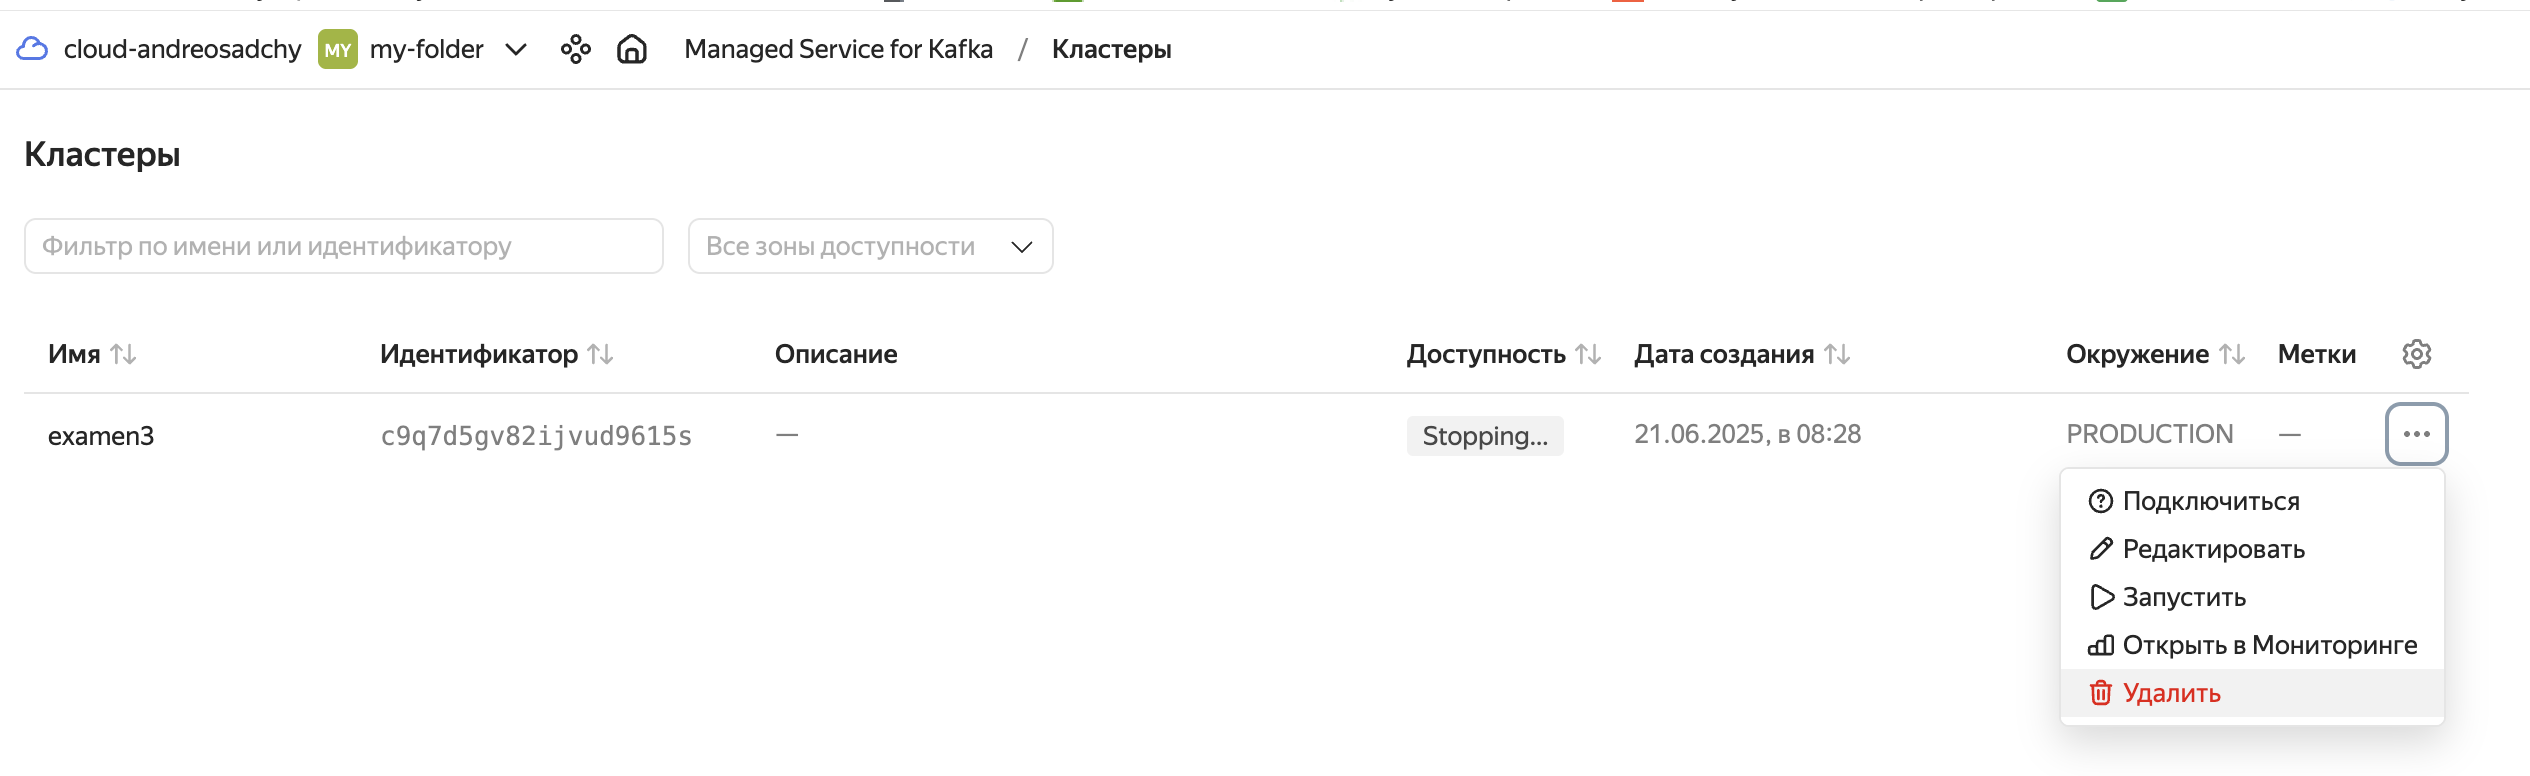 cloud-andreosadchy MY my-folder Managed Service for Kafka / Кластеры
Кластеры
Фильтр по имени или идентификатору Все зоны доступности
Имя Идентификатор Описание Доступность Дата создания Окружение Метки
examen3 c9q7d5gv82ijvud9615s — Stopping... 21.06.2025, в 08:28 PRODUCTION —
Подключиться
Редактировать
Запустить
Открыть в Мониторинге
Удалить